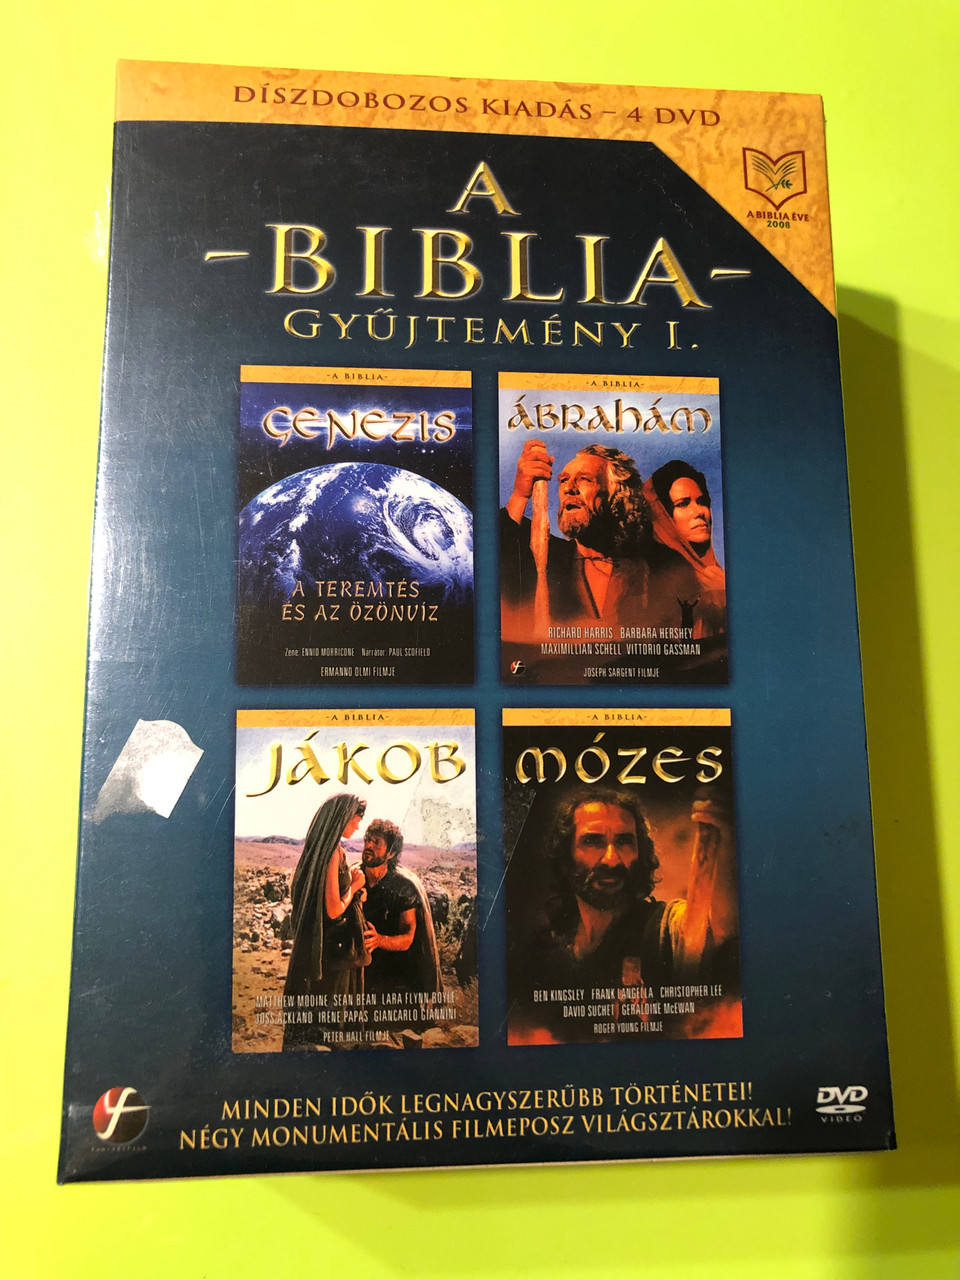 DÍSZDOBOZOS KIADÁS – 4 DVD
A BIBLIA ÉVE
2008
A
-BIBLIA-
GYŰJTEMÉNY I.
-A BIBLIA-
GENEZIS
A TEREMTÉS
ÉS AZ ÖZÖNVÍZ
Zene: ENNIO MORRICONE Narrátor: PAUL SCOFIELD
ERMANNO OLMI FILMJE
-A BIBLIA-
ÁBRAHÁM
RICHARD HARRIS BARBARA HERSHEY
MAXIMILLIAN SCHELL VITTORIO GASSMAN
JOSEPH SARGENT FILMJE
-A BIBLIA-
JÁKOB
MATTHEW MODINE SEAN BEAN LARA FLYNN BOYLE
JOSS ACKLAND IRENE PAPAS GIANCARLO GIANNINI
PETER HALL FILMJE
-A BIBLIA-
MÓZES
BEN KINGSLEY FRANK LANGELLA CHRISTOPHER LEE
DAVID SUCHET GERALDINE McEWAN
ROGER YOUNG FILMJE
MINDEN IDŐK LEGNAGYSZERŰBB TÖRTÉNETEI!
NÉGY MONUMENTÁLIS FILMEPOSZ VILÁGSZTÁROKKAL!
DVD
VIDEO